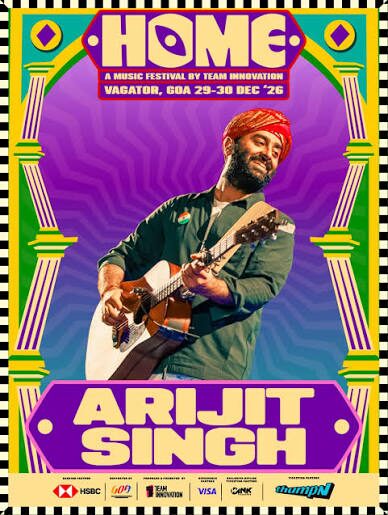 HOME
A MUSIC FESTIVAL BY TEAM INNOVATION
VAGATOR, GOA 29-30 DEC '26
ARIJIT
SINGH
HSBC
GOA
TEAM
INNOVATION
VISA
thumpN